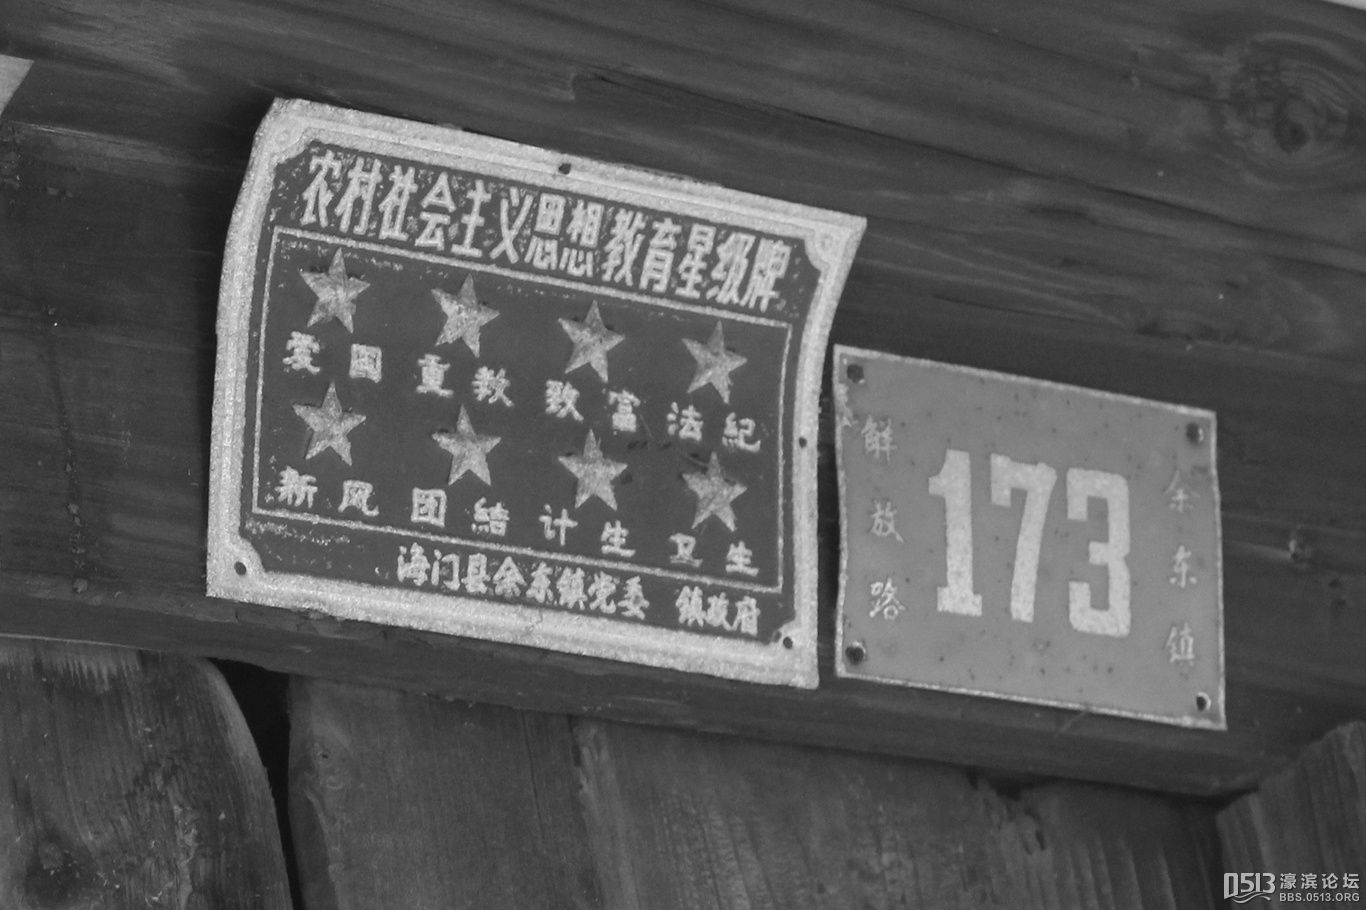 农村社会主义思想教育星级牌
爱国 重教 致富 法紀
新风 团結 计生 卫生
海门县余东镇党委 镇政府
余东镇
173
解放路
0513濠滨论坛
BBS.0513.ORG